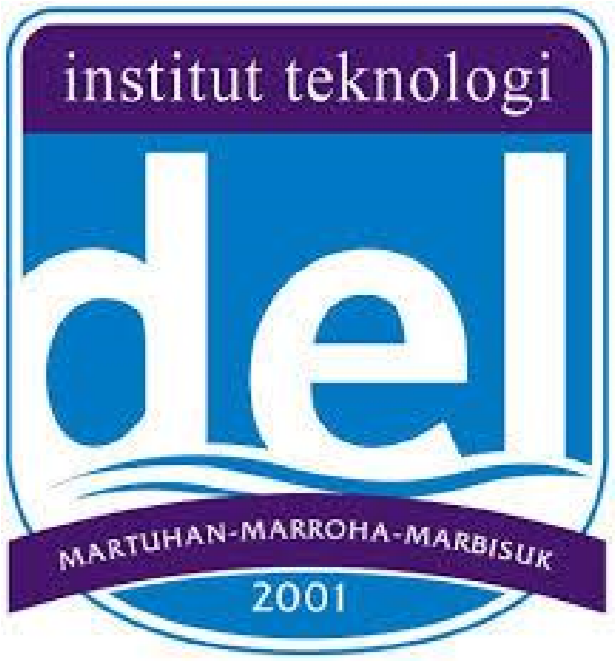 institut teknologi
del
MARTUHAN-MARROHA-MARBISUK
2001